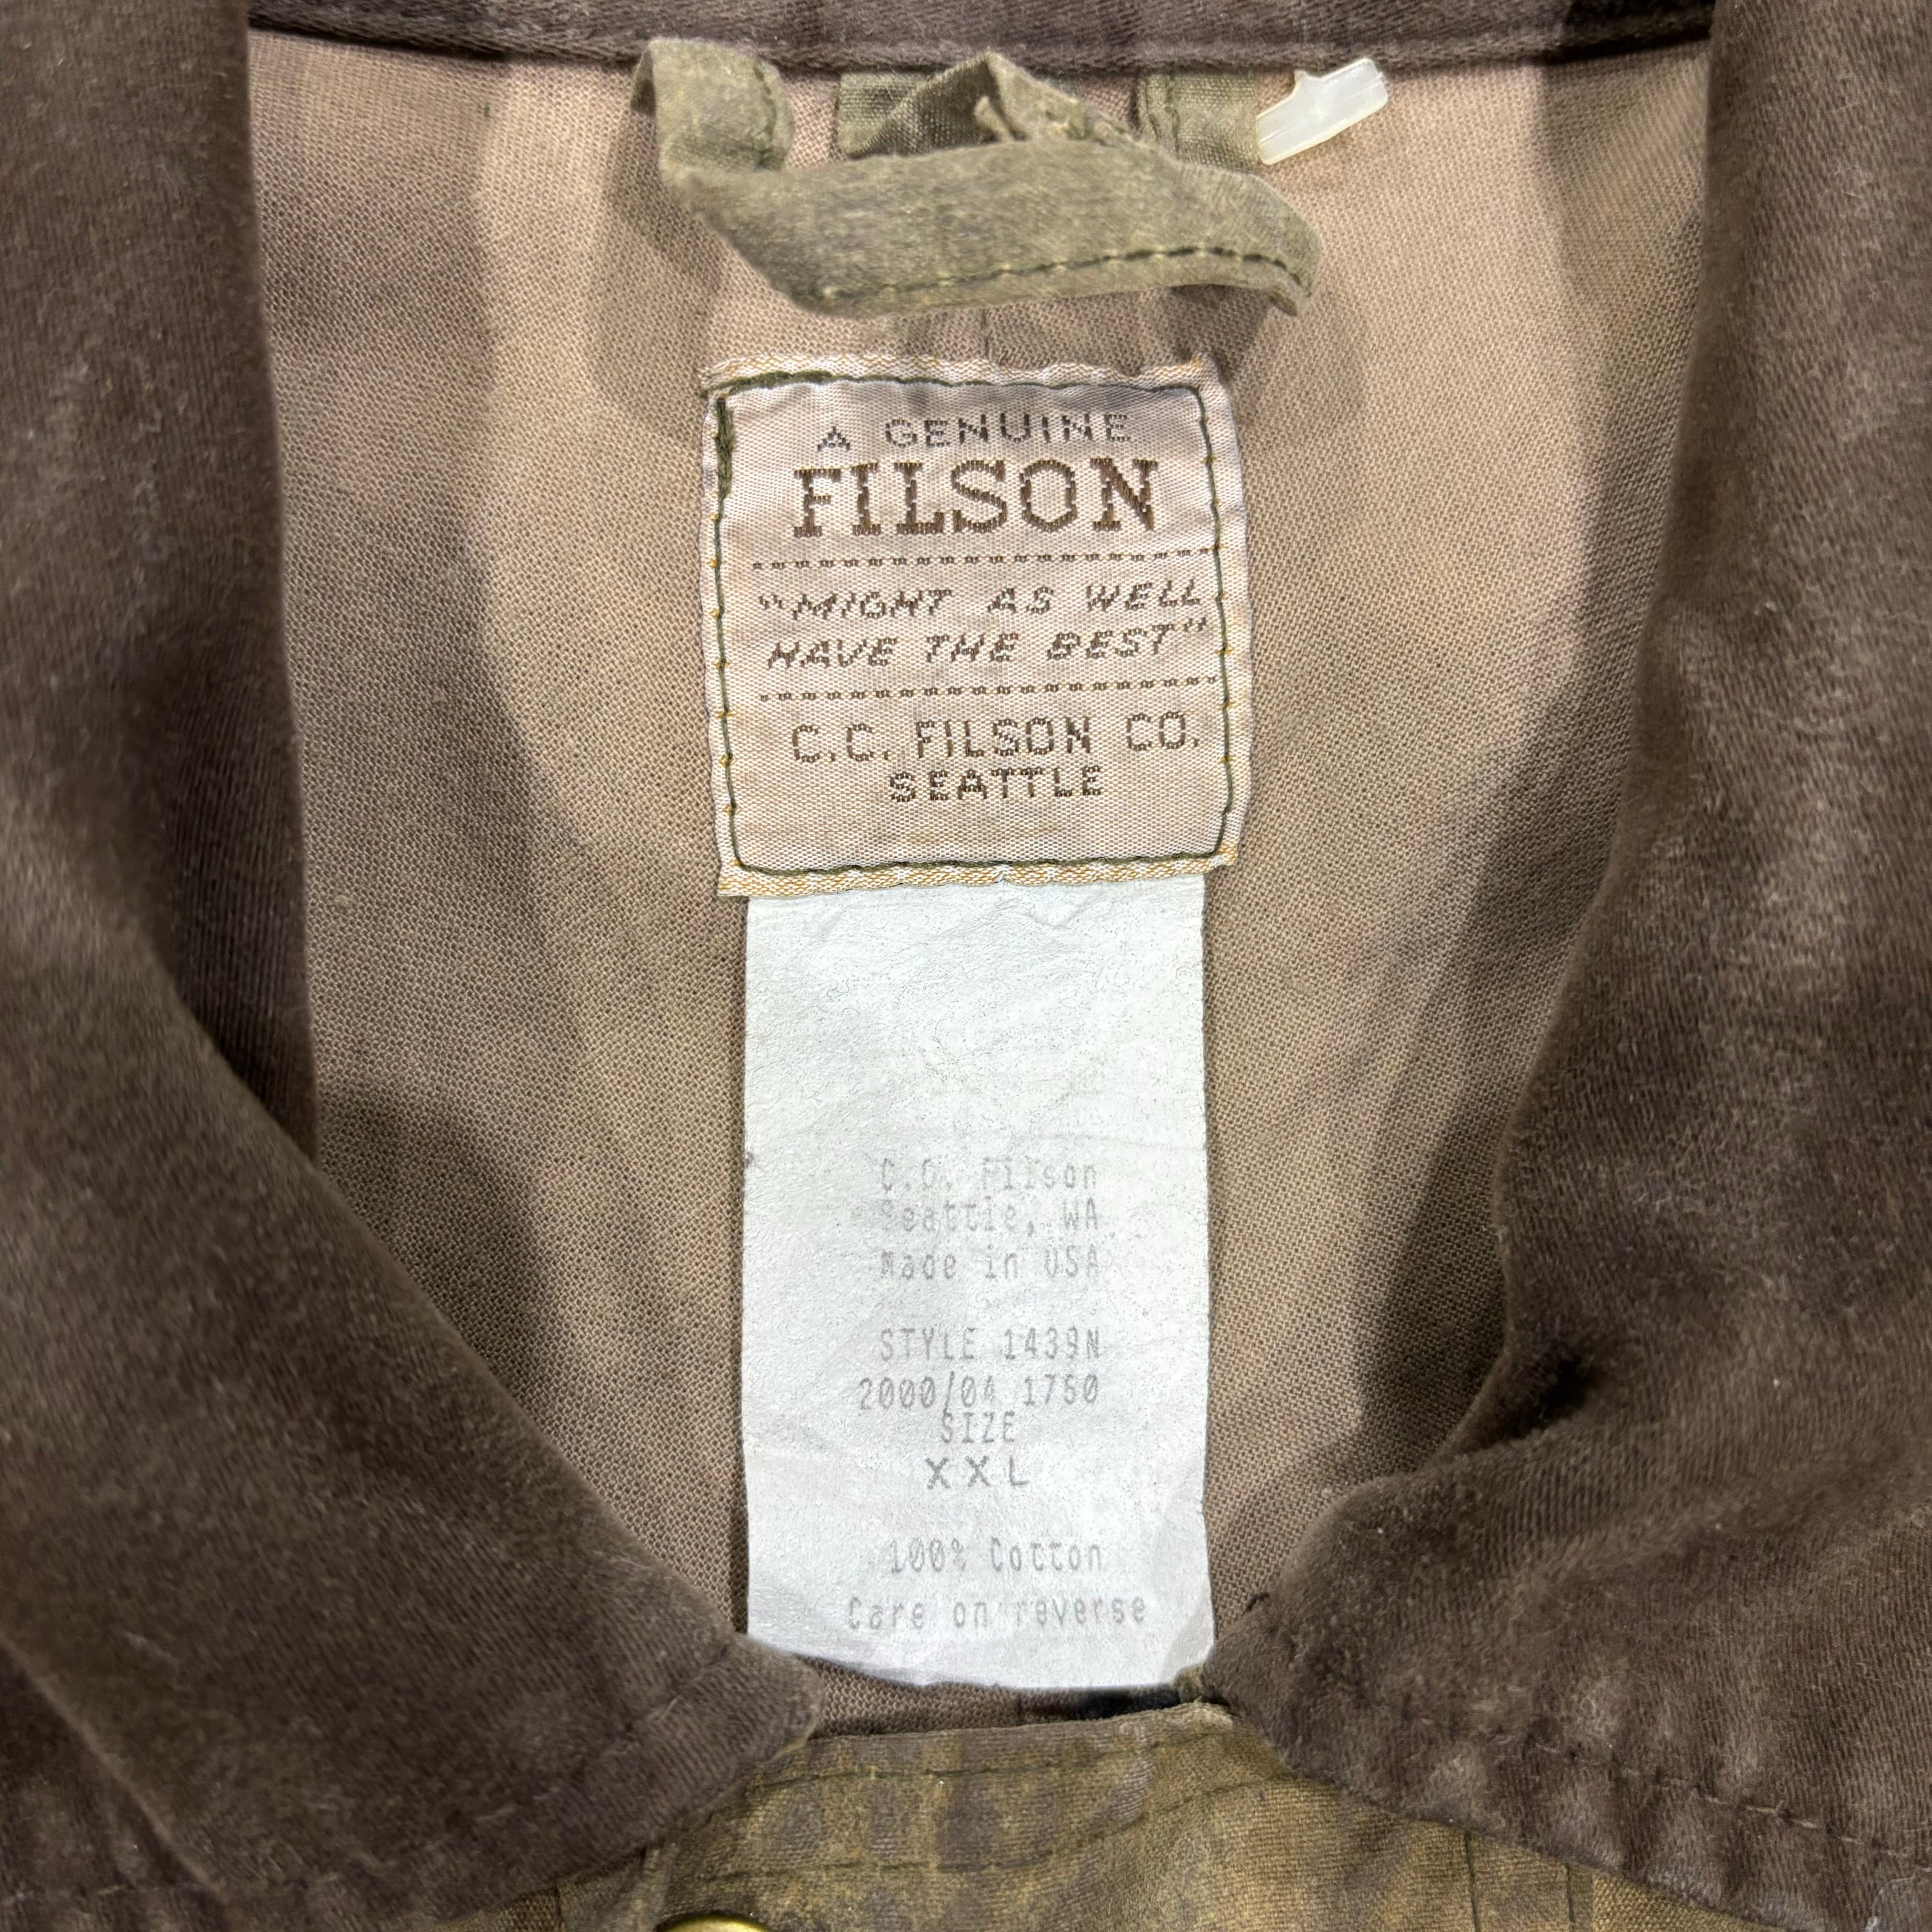 A GENUINE
FILSON
"MIGHT AS WELL
HAVE THE BEST"
C.C. FILSON CO.
SEATTLE
C.C. Filson
Seattle, WA
Made in USA
STYLE 1439N
2000/04 1750
SIZE
XXL
100% Cotton
Care on reverse